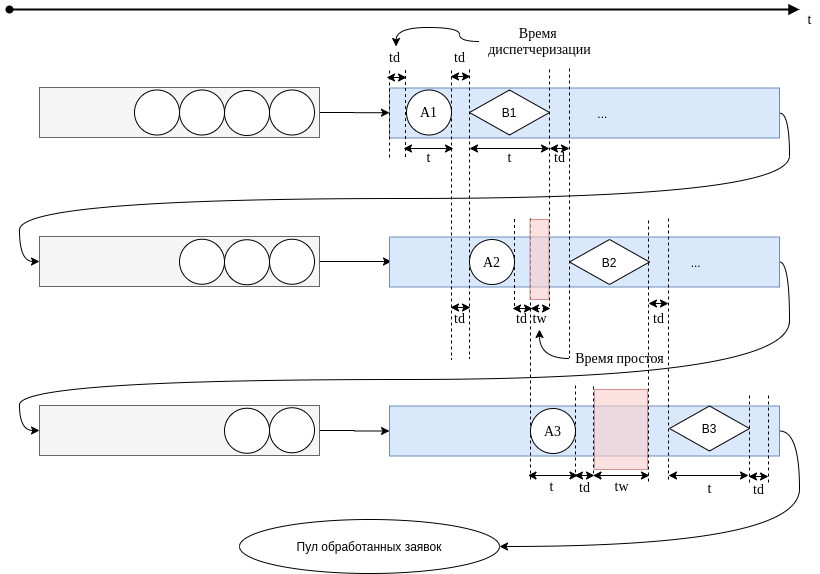 t
Время
диспетчеризации
td
td
A1
B1
...
t
t
td
A2
B2
...
td
td
tw
td
Время простоя
A3
B3
t
td
tw
t
td
Пул обработанных заявок